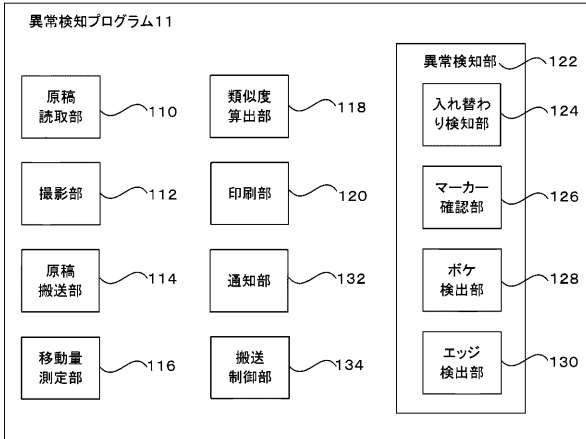 異常検知プログラム11
原稿
読取部
110
撮影部
112
原稿
搬送部
114
移動量
測定部
116
類似度
算出部
118
印刷部
120
通知部
132
搬送
制御部
134
異常検知部
122
入れ替わ
り検知部
124
マーカー
確認部
126
ボケ
検出部
128
エッジ
検出部
130